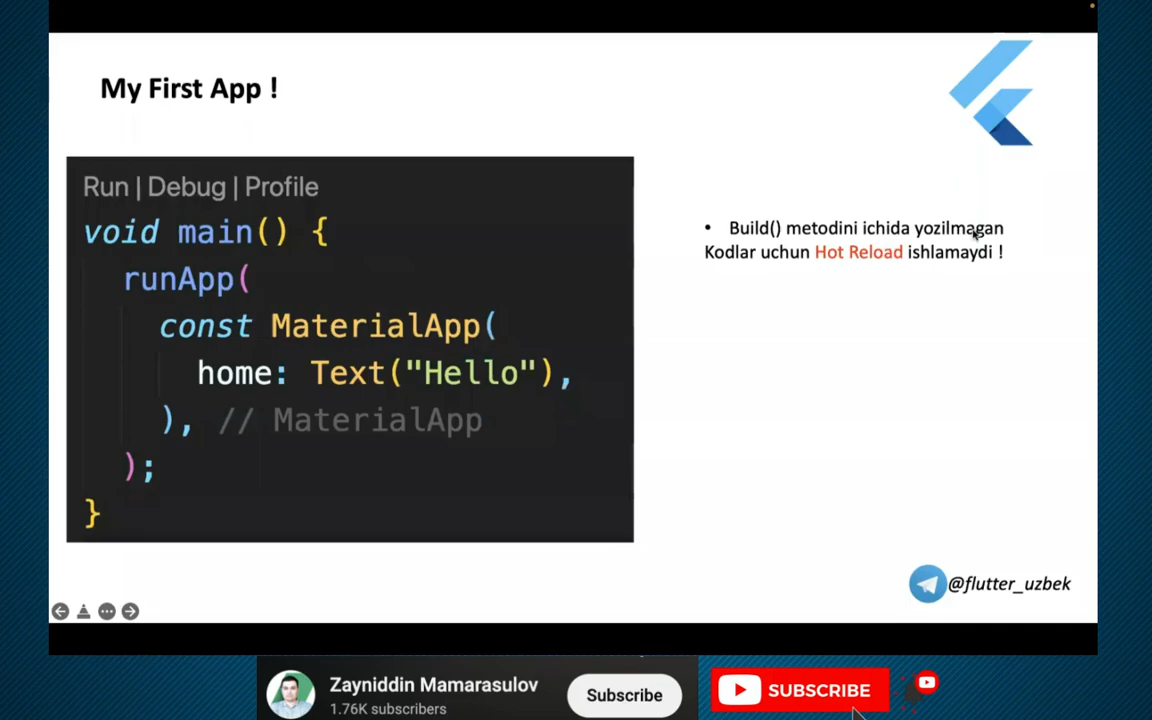 My First App !
Run | Debug | Profile
void main() {
runApp(
const MaterialApp(
home: Text("Hello"),
), // MaterialApp
);
}
• Build() metodini ichida yozilmagan
Kodlar uchun Hot Reload ishlamaydi !
@flutter_uzbek
Zayniddin Mamarasulov
1.76K subscribers
Subscribe
SUBSCRIBE